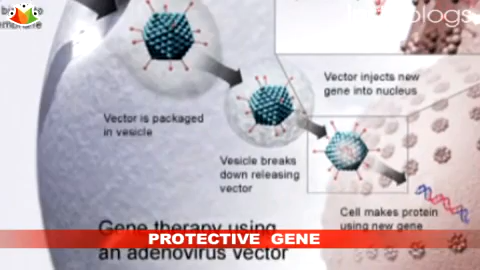 logs
Vector injects new
gene into nucleus
Vector is packaged
in vesicle
Vesicle breaks
down releasing
vector
Cell makes protein
using new gene
Gene therapy using
PROTECTIVE GENE
an adenovirus vector